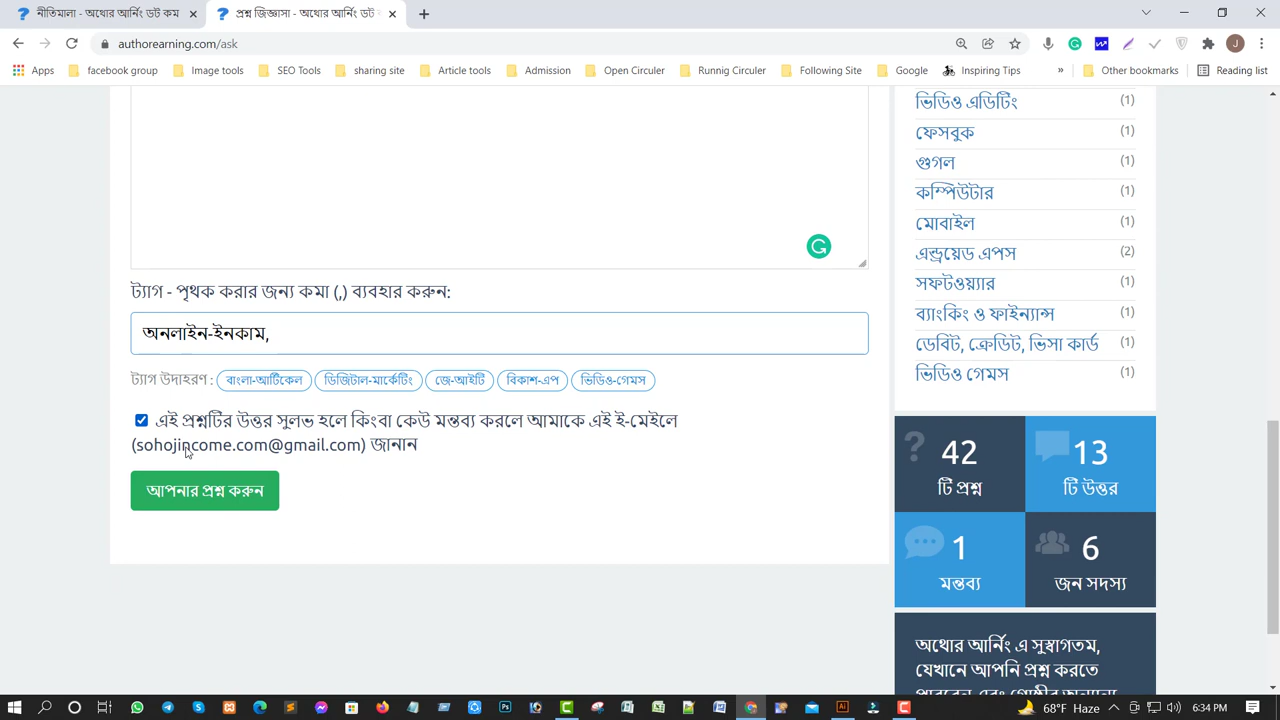 নীতিমালা - অথোর আর্নিং ডট কম
প্রশ্ন জিজ্ঞাসা - অথোর আর্নিং ডট
authorearning.com/ask
Apps
facebook group
Image tools
SEO Tools
sharing site
Article tools
Admission
Open Circuler
Runnig Circuler
Following Site
Google
Inspiring Tips
»
Other bookmarks
Reading list
ভিডিও এডিটিং (1)
ফেসবুক (1)
গুগল (1)
কম্পিউটার (1)
মোবাইল (1)
এন্ড্রয়েড এপস (2)
সফটওয়্যার (1)
ব্যাংকিং ও ফাইন্যান্স (1)
ডেবিট, ক্রেডিট, ভিসা কার্ড (1)
ভিডিও গেমস (1)
ট্যাগ - পৃথক করার জন্য কমা (,) ব্যবহার করুন:
অনলাইন-ইনকাম,
ট্যাগ উদাহরণ : বাংলা-আর্টিকেল ডিজিটাল-মার্কেটিং জে-আইটি বিকাশ-এপ ভিডিও-গেমস
এই প্রশ্নটির উত্তর সুলভ হলে কিংবা কেউ মন্তব্য করলে আমাকে এই ই-মেইলে
(sohojincome.com@gmail.com) জানান
আপনার প্রশ্ন করুন
42
টি প্রশ্ন
13
টি উত্তর
1
মন্তব্য
6
জন সদস্য
অথোর আর্নিং এ সুস্বাগতম,
যেখানে আপনি প্রশ্ন করতে
68°F Haze
6:34 PM